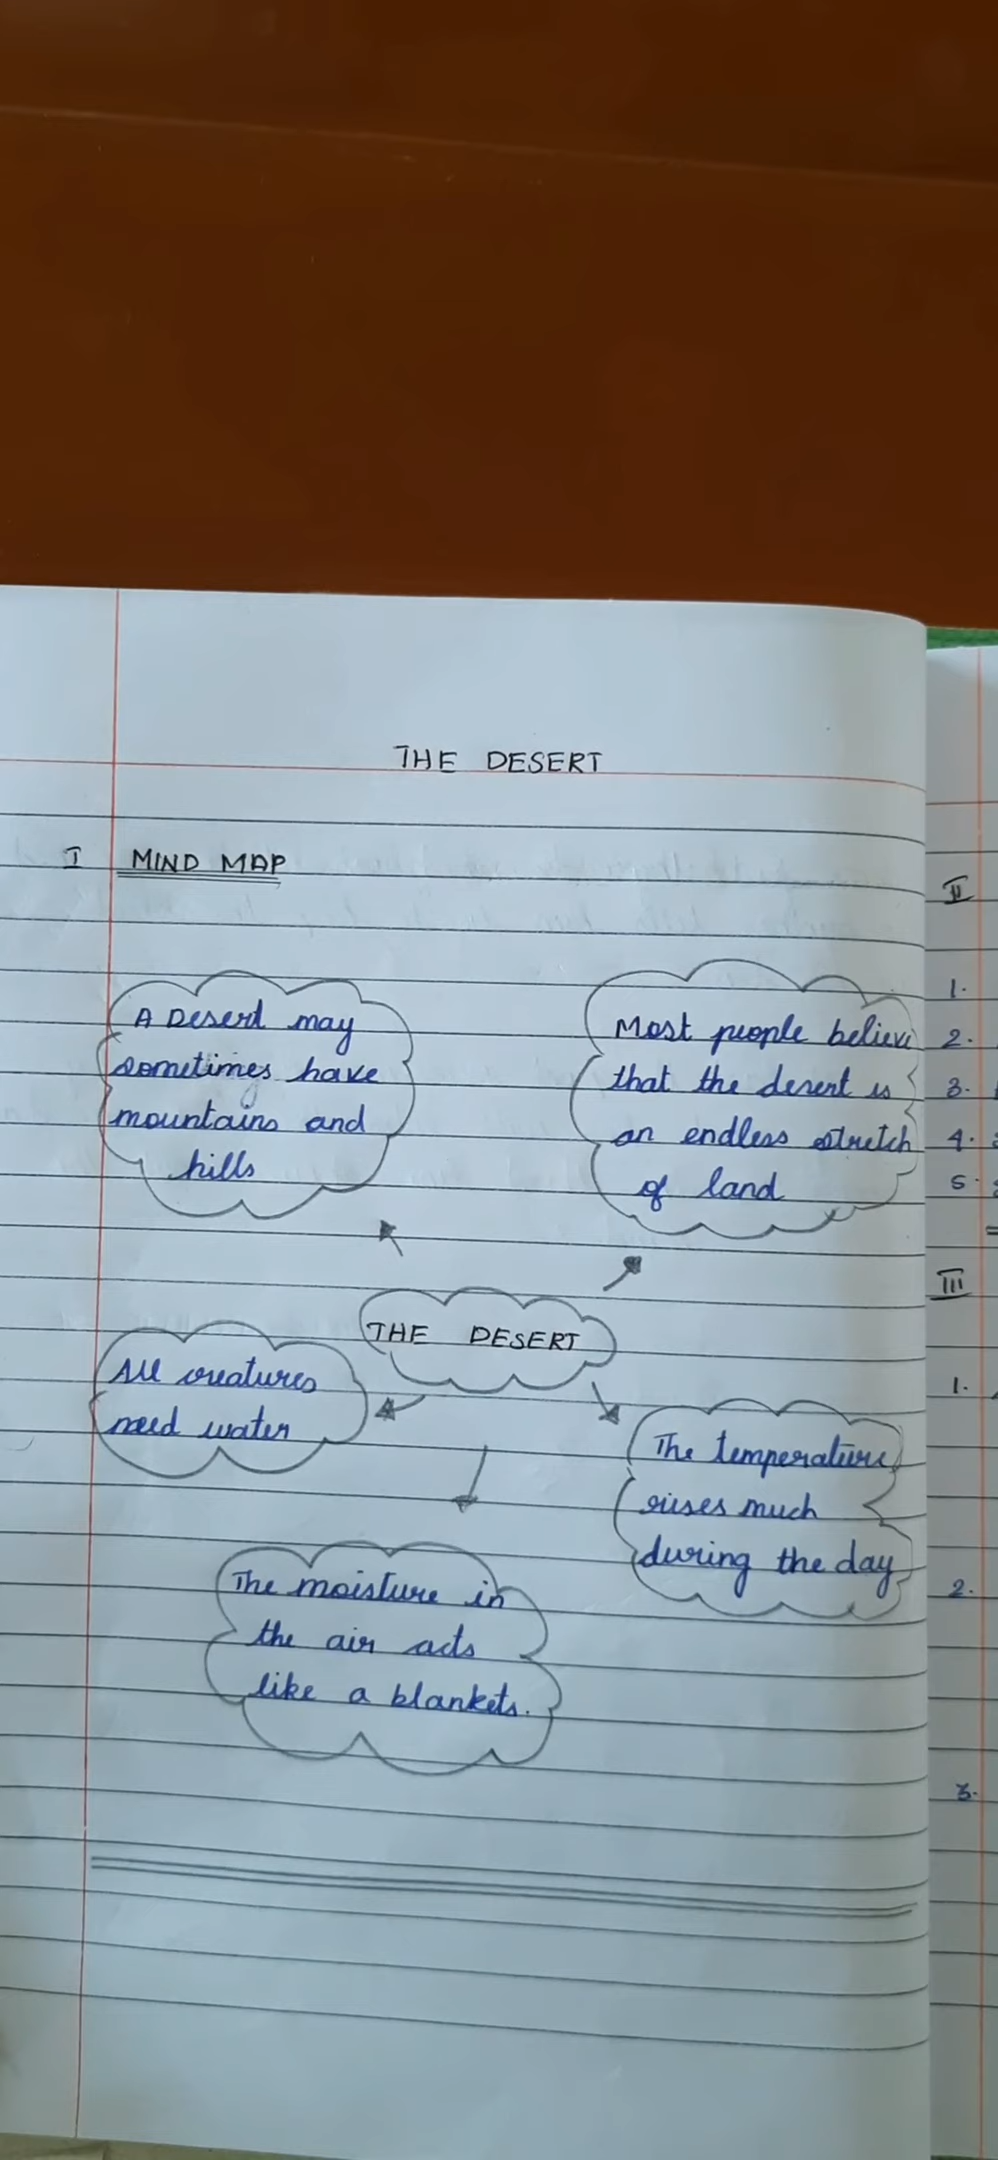 THE DESERT
I MIND MAP
A Desert may
sometimes have
mountains and
hills
Most people believe
that the desert is
an endless stretch
of land
THE DESERT
All creatures
need water
The temperature
rises much
during the day
The moisture in
the air acts
like a blankets.
II
1.
2.
3.
4.
5.
III
1.
2.
3.